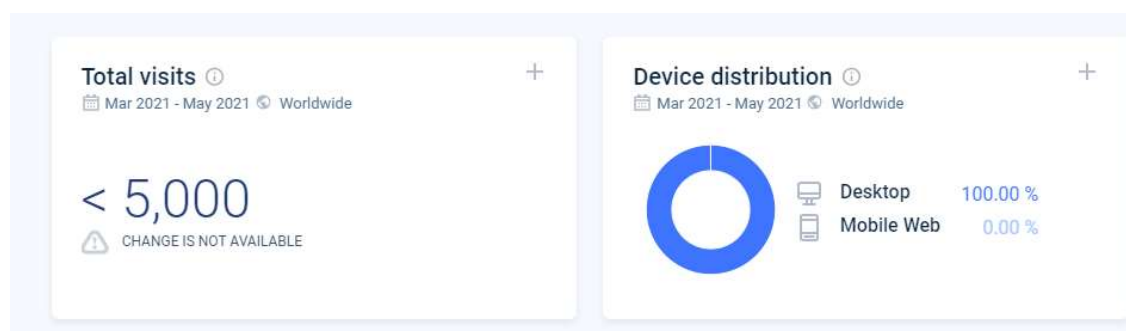 Total visits
Mar 2021 - May 2021 Worldwide
< 5,000
CHANGE IS NOT AVAILABLE
Device distribution
Mar 2021 - May 2021 Worldwide
Desktop 100.00 %
Mobile Web 0.00 %